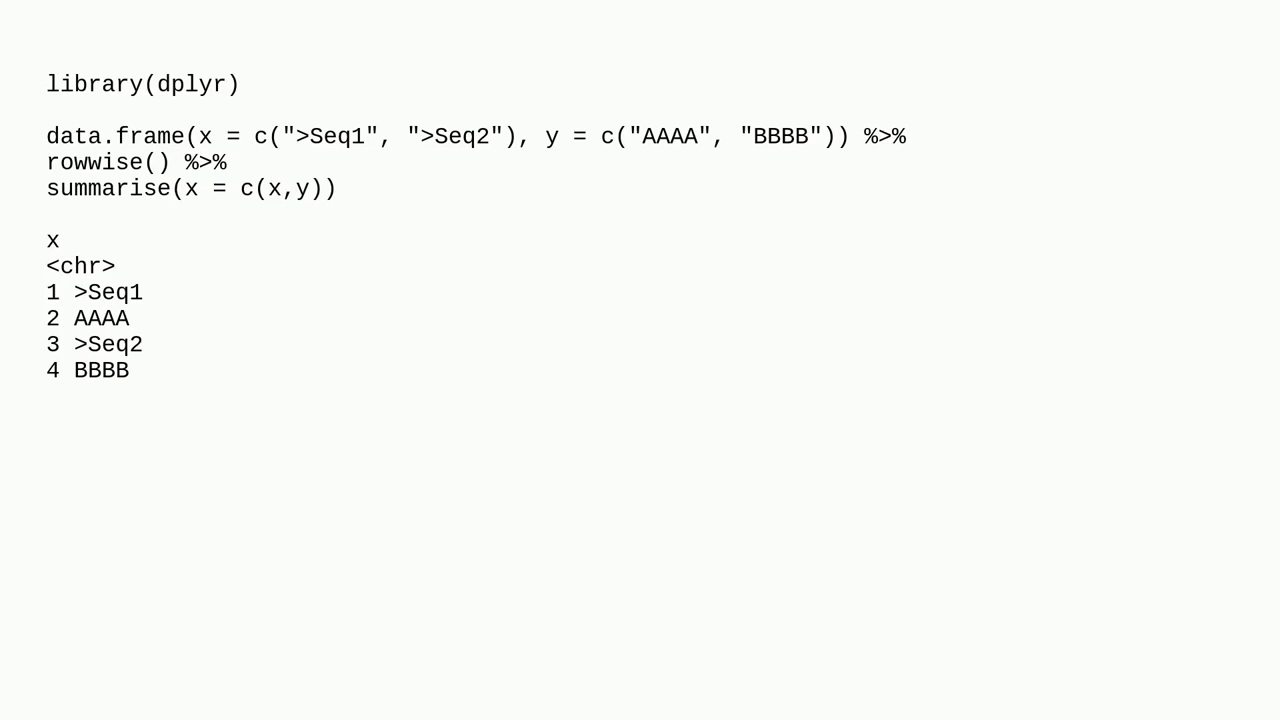 library(dplyr)
data.frame(x = c(">Seq1", ">Seq2"), y = c("AAAA", "BBBB")) %>%
rowwise() %>%
summarise(x = c(x,y))
x
<chr>
1 >Seq1
2 AAAA
3 >Seq2
4 BBBB